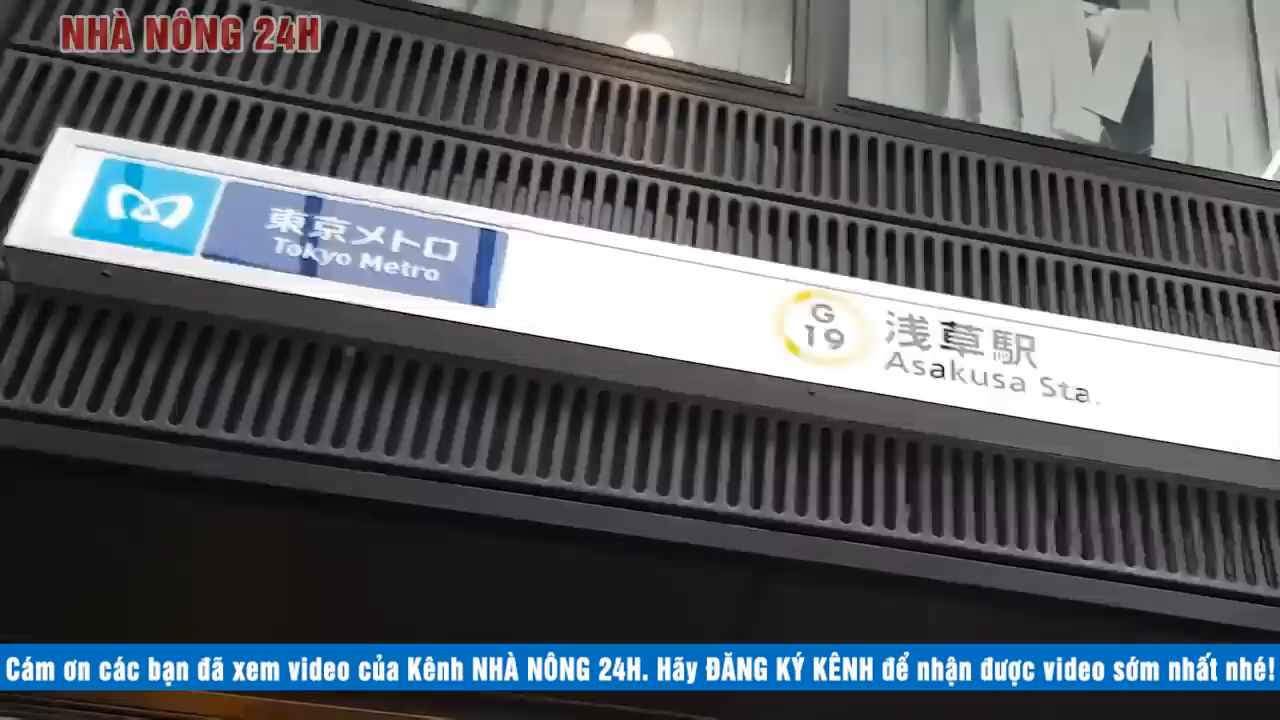 NHÀ NÔNG 24H
東京メトロ
Tokyo Metro
G
19
浅草駅
Asakusa Sta.
Cám ơn các bạn đã xem video của Kênh NHÀ NÔNG 24H. Hãy ĐĂNG KÝ KÊNH để nhận được video sớm nhất nhé!